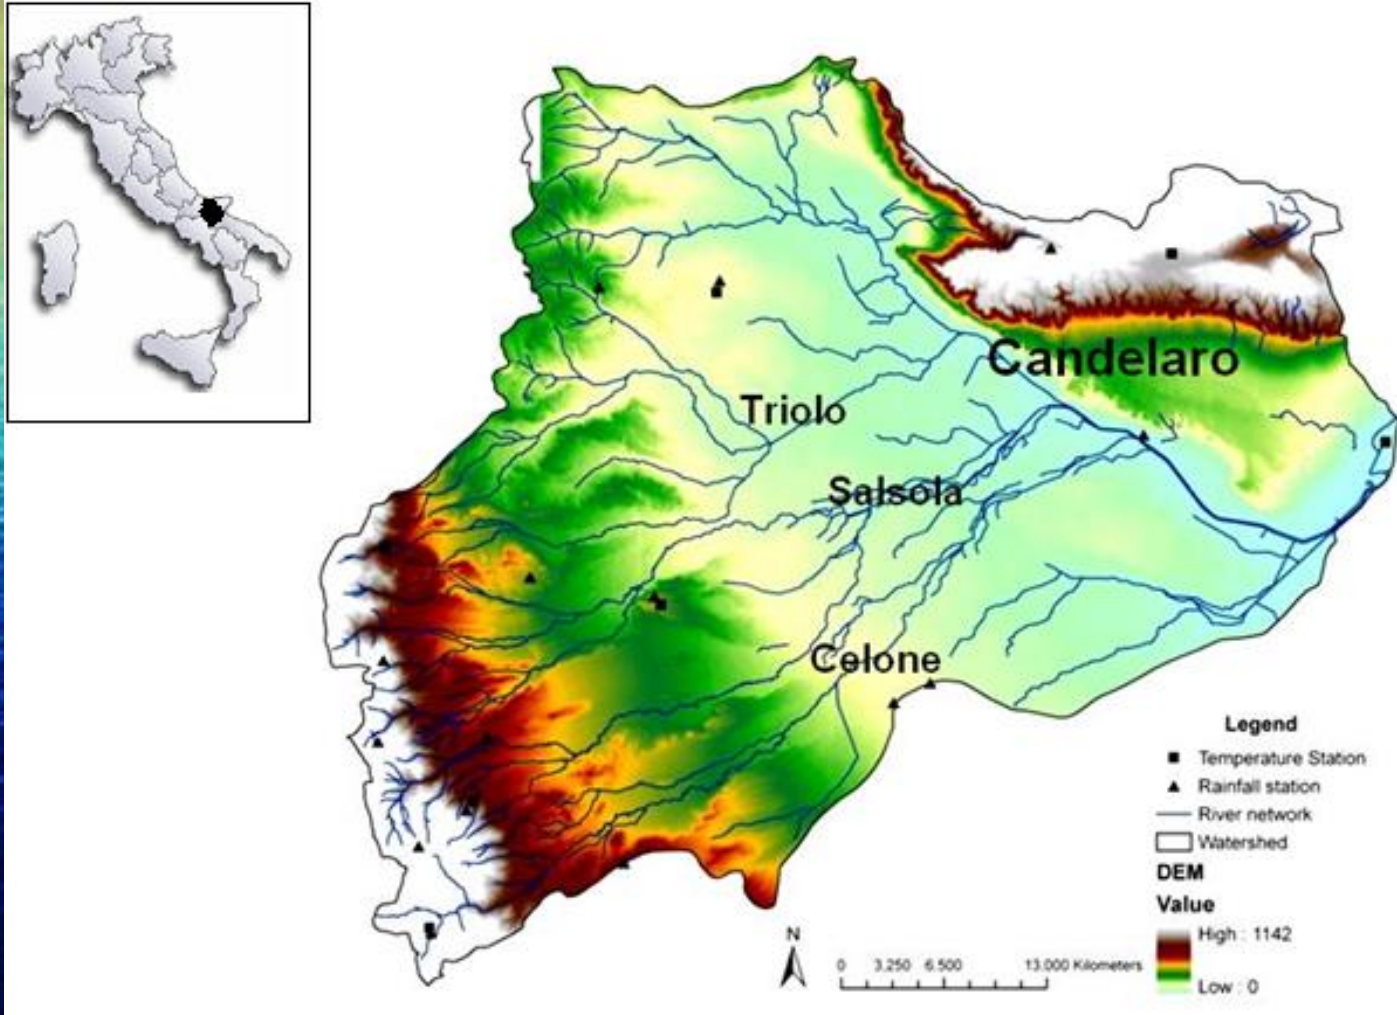 Candelaro
Triolo
Salsola
Celone
Legend
Temperature Station
Rainfall station
River network
Watershed
DEM
Value
High : 1142
Low : 0
N
0 3.250 6.500 13.000 Kilometers